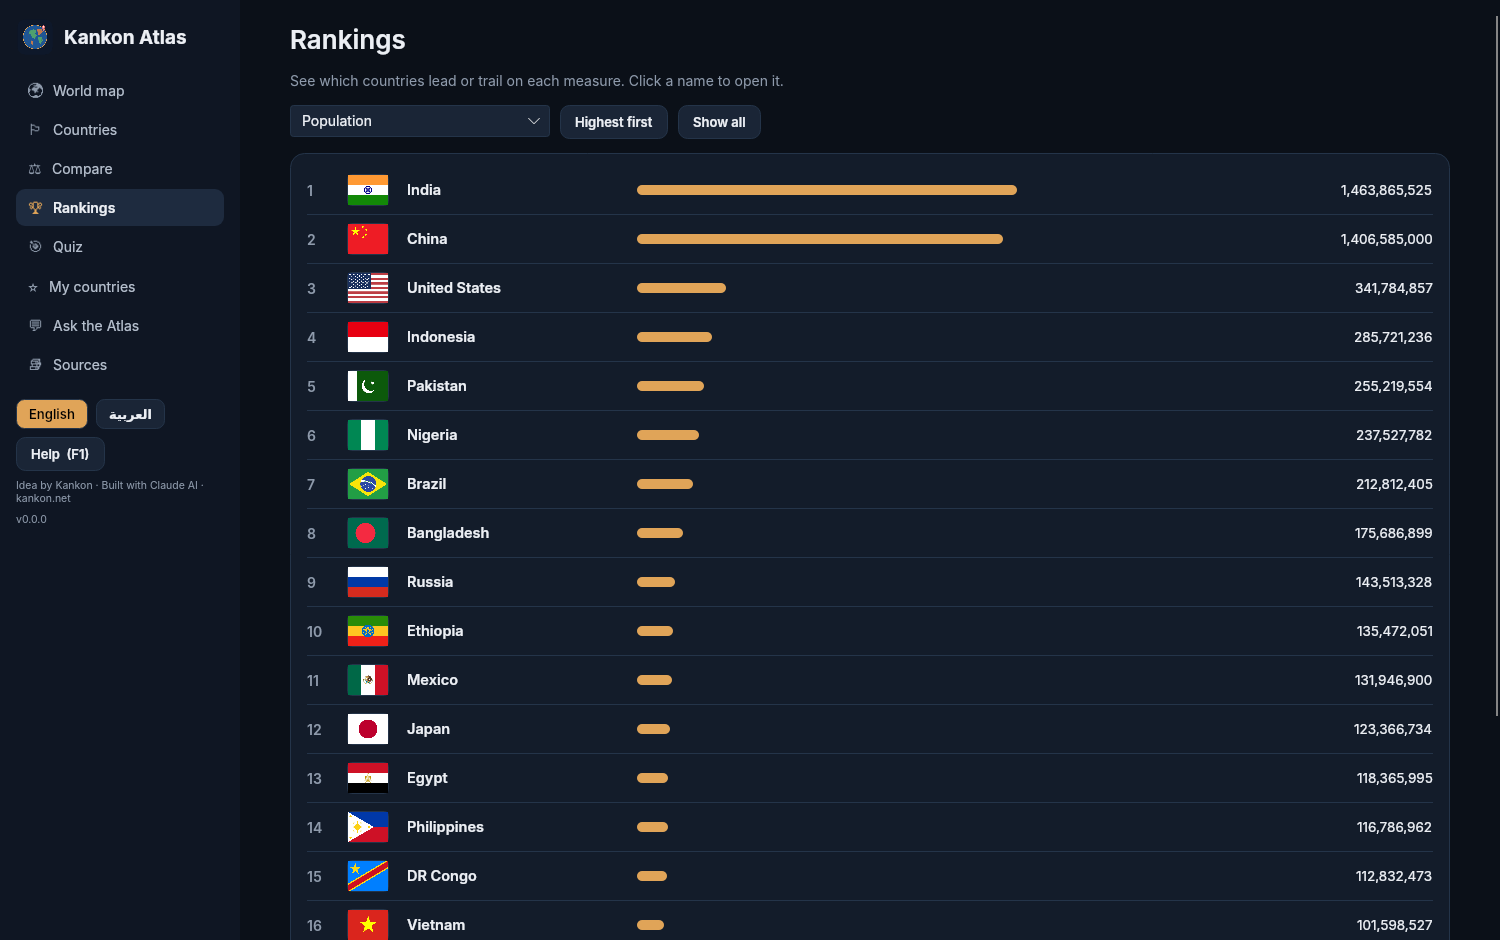 Kankon Atlas
World map
Countries
Compare
Rankings
Quiz
My countries
Ask the Atlas
Sources
English
العربية
Help (F1)
Idea by Kankon · Built with Claude AI ·
kankon.net
v0.0.0
Rankings
See which countries lead or trail on each measure. Click a name to open it.
Population
Highest first
Show all
1 India 1,463,865,525
2 China 1,406,585,000
3 United States 341,784,857
4 Indonesia 285,721,236
5 Pakistan 255,219,554
6 Nigeria 237,527,782
7 Brazil 212,812,405
8 Bangladesh 175,686,899
9 Russia 143,513,328
10 Ethiopia 135,472,051
11 Mexico 131,946,900
12 Japan 123,366,734
13 Egypt 118,365,995
14 Philippines 116,786,962
15 DR Congo 112,832,473
16 Vietnam 101,598,527